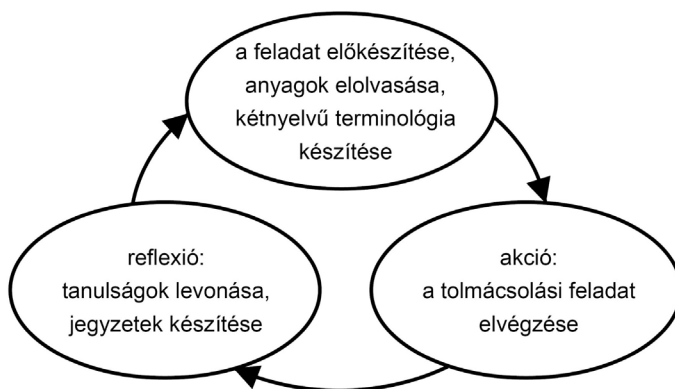 a feladat előkészítése,
anyagok elolvasása,
kétnyelvű terminológia
készítése
reflexió:
tanulságok levonása,
jegyzetek készítése
akció:
a tolmácsolási feladat
elvégzése